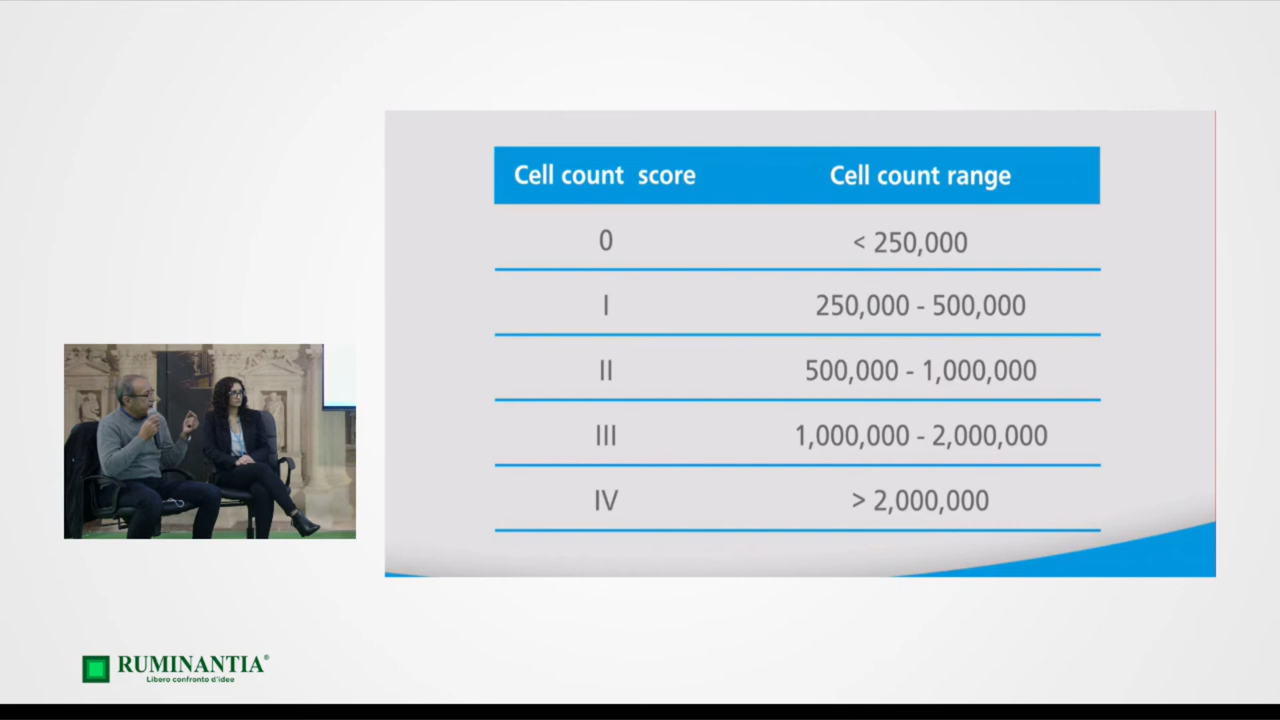 Cell count score Cell count range
0 < 250,000
I 250,000 - 500,000
II 500,000 - 1,000,000
III 1,000,000 - 2,000,000
IV > 2,000,000
RUMINANTIA®
Libero confronto d'idee